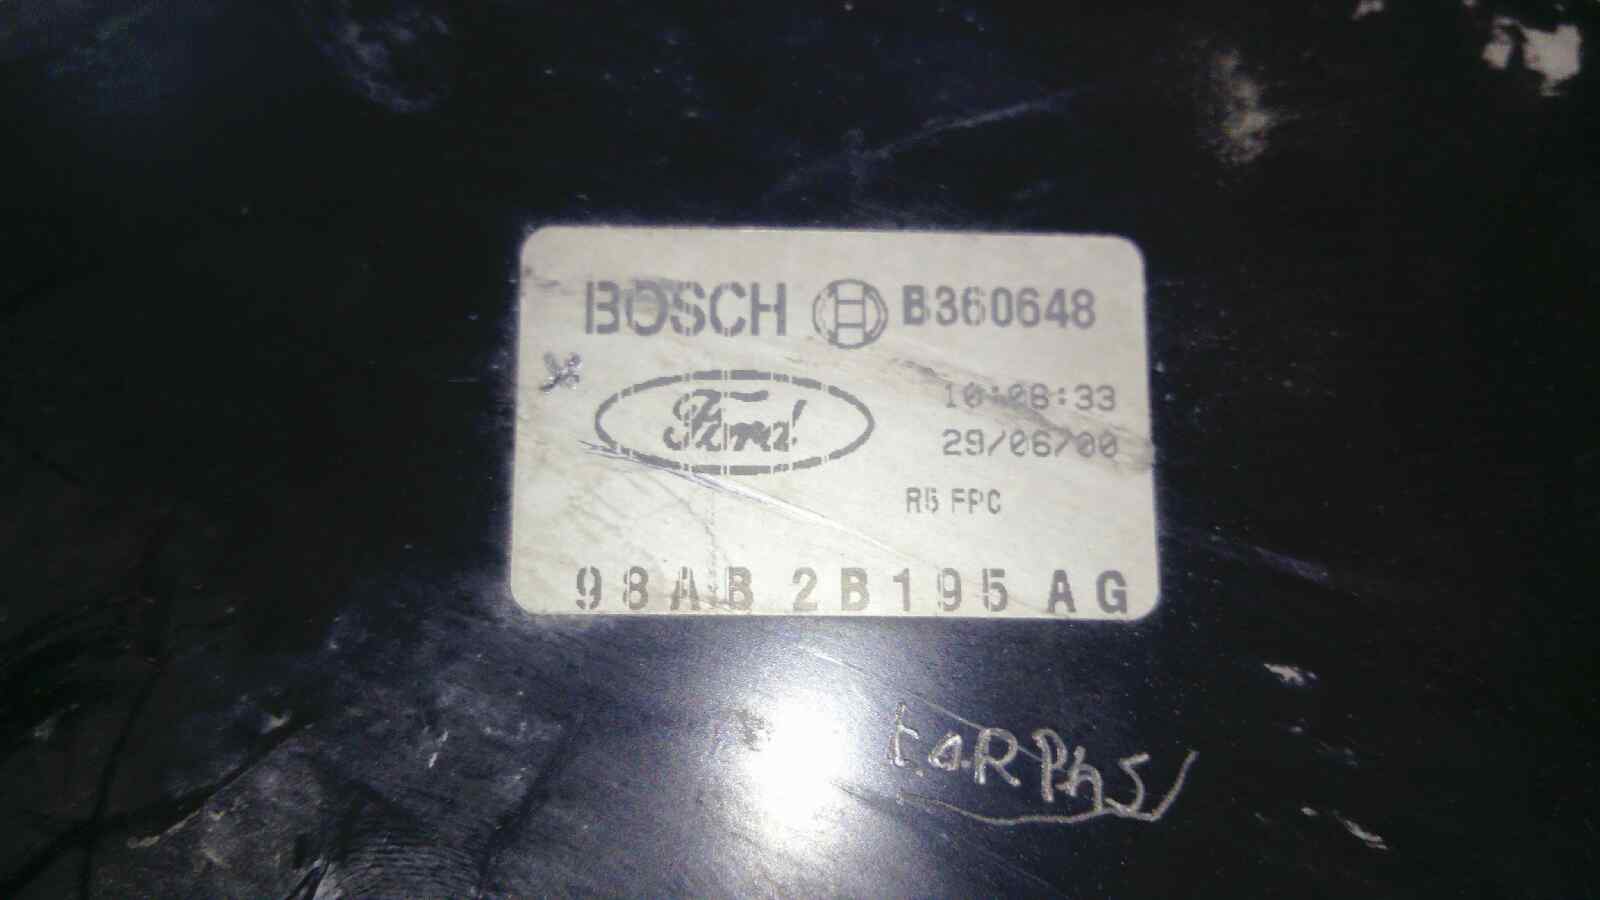 BOSCH B360648
10:08:33
Ford
29/06/00
R5 FPC
98AB 2B195 AG